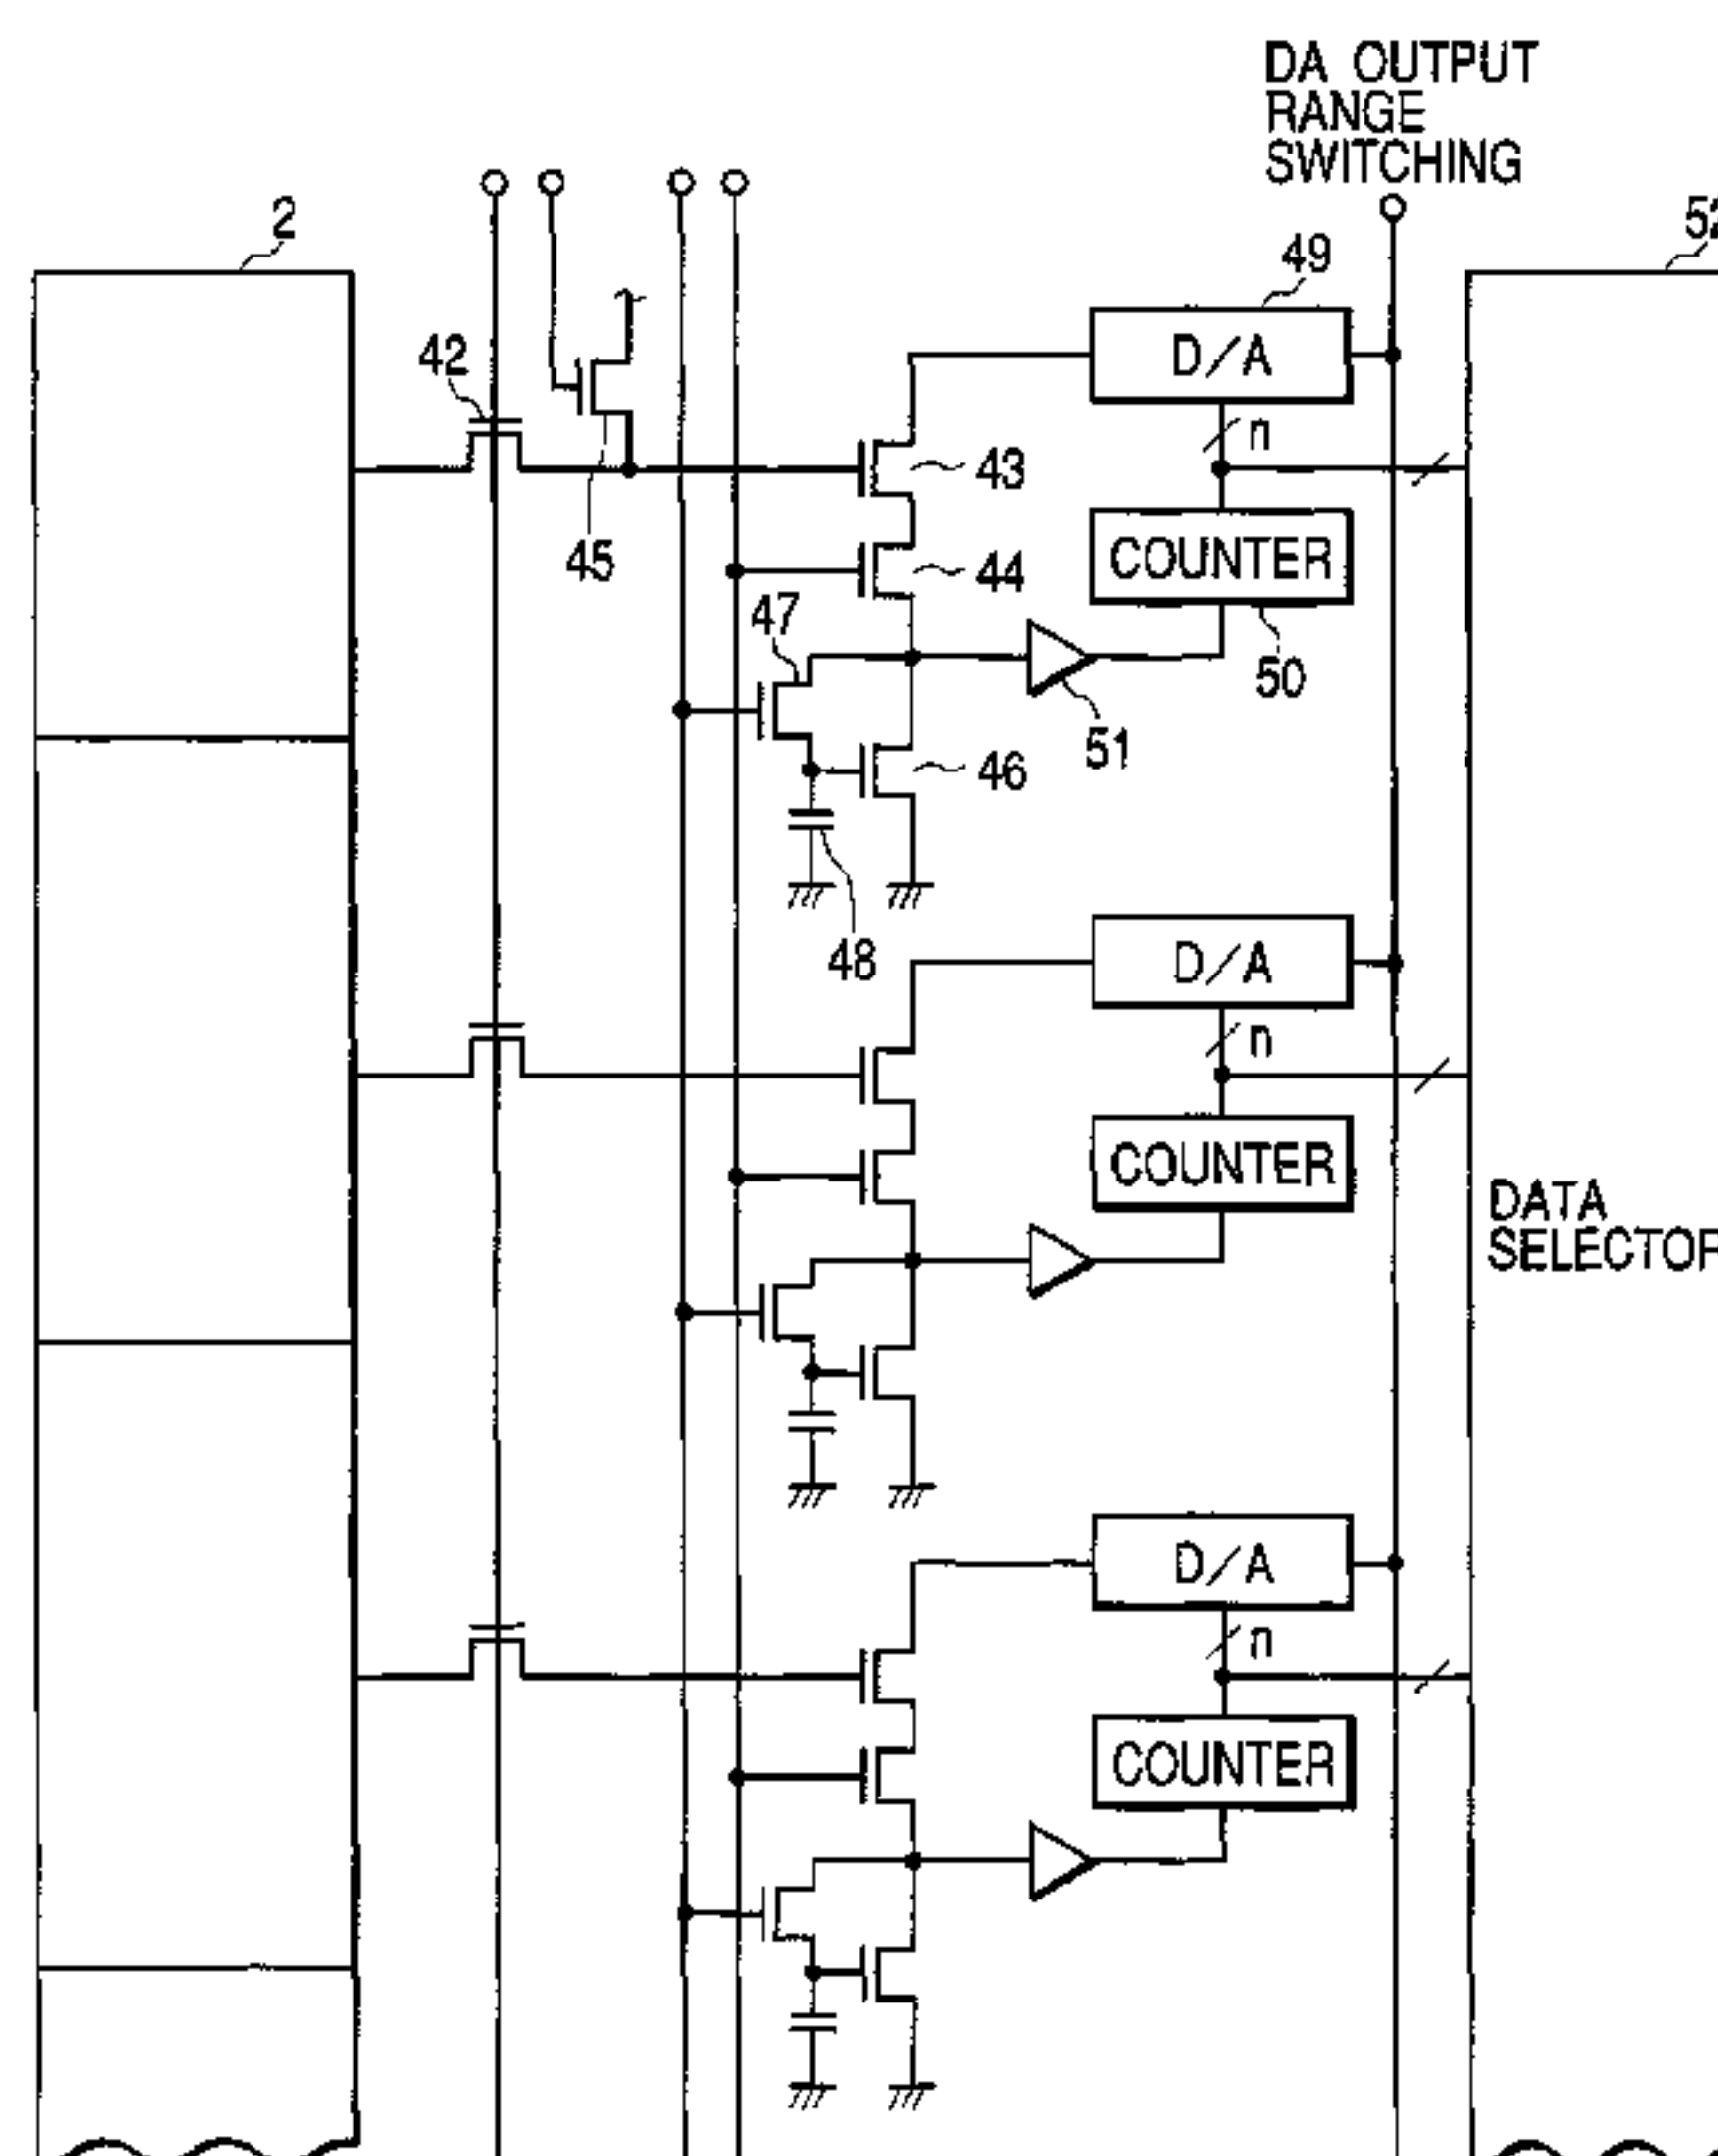 DA OUTPUT
RANGE
SWITCHING
2
49
42
D/A
n
43
45
COUNTER
44
47
50
51
46
48
D/A
n
COUNTER
DATA
SELECTOR
D/A
n
COUNTER